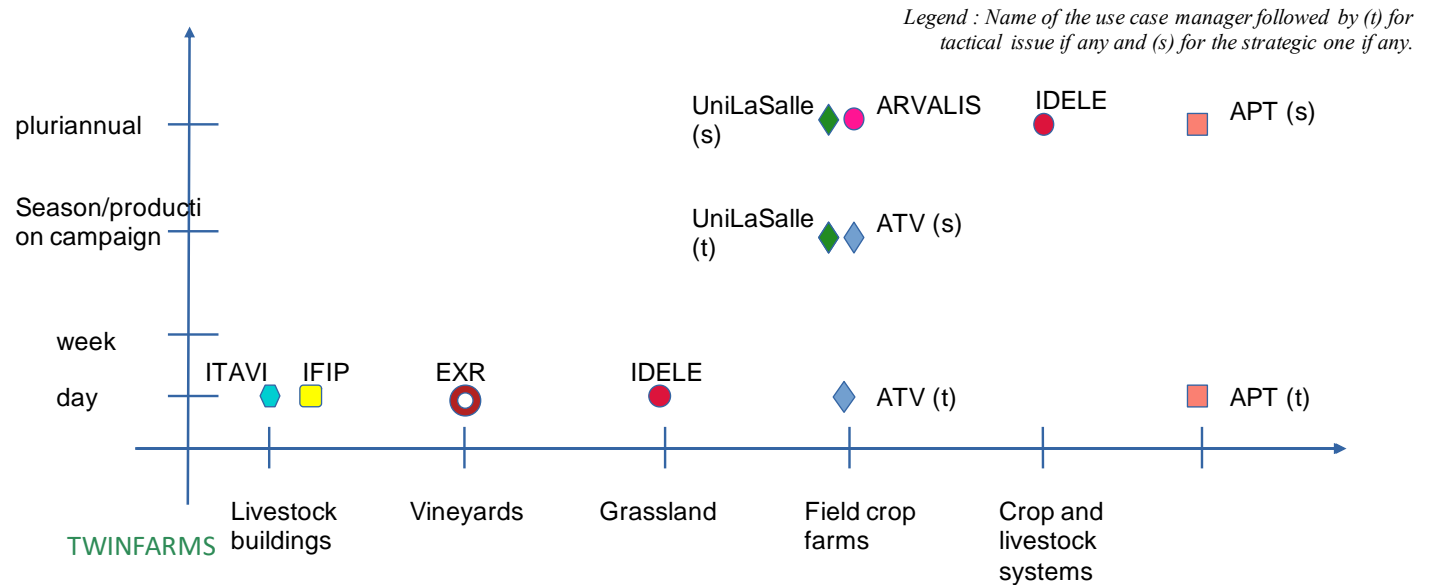 Legend : Name of the use case manager followed by (t) for
tactical issue if any and (s) for the strategic one if any.
pluriannual
UniLaSalle
(s)
ARVALIS
IDELE
APT (s)
Season/producti
on campaign
UniLaSalle
(t)
ATV (s)
week
day
ITAVI
IFIP
EXR
IDELE
ATV (t)
APT (t)
Livestock
buildings
Vineyards
Grassland
Field crop
farms
Crop and
livestock
systems
TWINFARMS